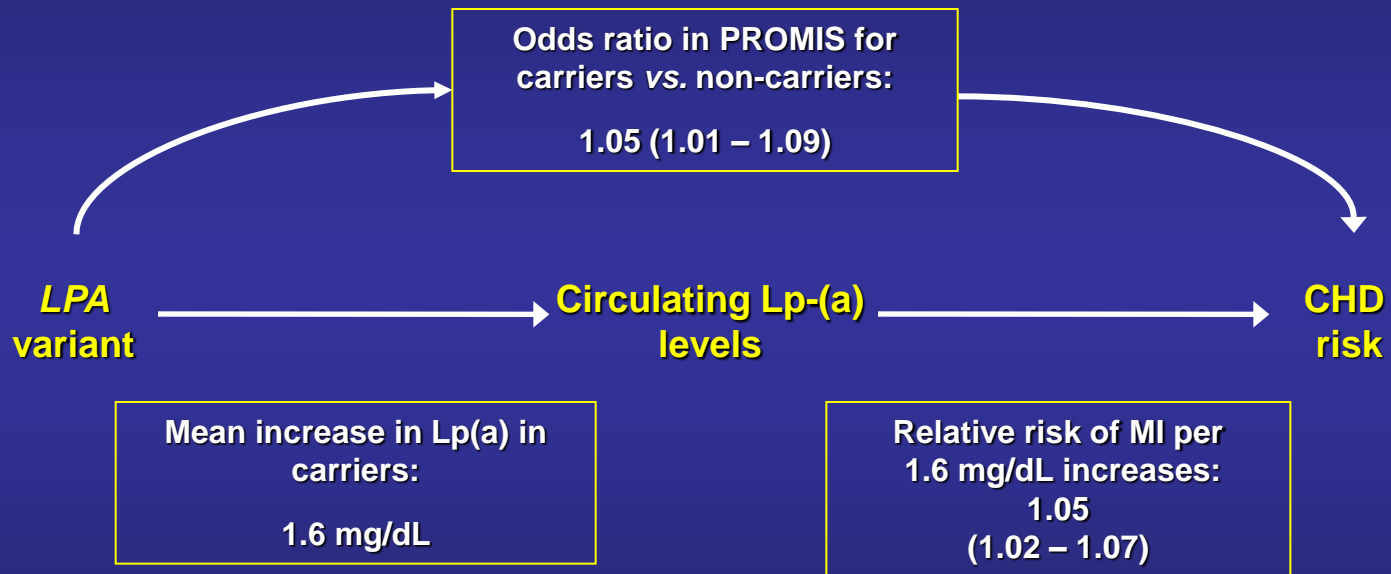 Odds ratio in PROMIS for
carriers vs. non-carriers:
1.05 (1.01 – 1.09)
LPA
variant
Circulating Lp-(a)
levels
CHD
risk
Mean increase in Lp(a) in
carriers:
1.6 mg/dL
Relative risk of MI per
1.6 mg/dL increases:
1.05
(1.02 – 1.07)